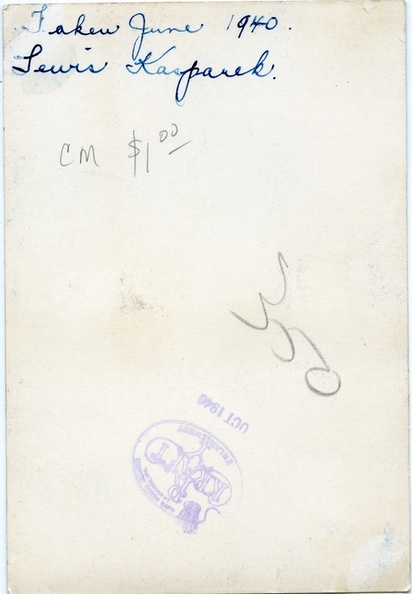 Taken June 1940.
Lewis Kasparek.
CM $1.00
OCT 1940